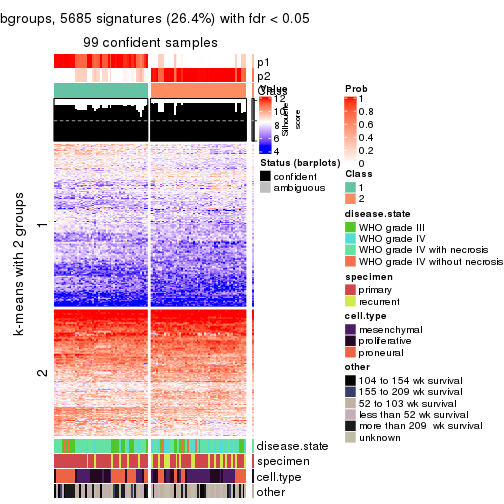 bgroups, 5685 signatures (26.4%) with fdr < 0.05
99 confident samples
p1
p2
Class
Silhouette
score
k-means with 2 groups
1
2
disease.state
specimen
cell.type
other
Value
12
10
8
6
4
Status (barplots)
confident
ambiguous
Prob
1
0.8
0.6
0.4
0.2
0
Class
1
2
disease.state
WHO grade III
WHO grade IV
WHO grade IV with necrosis
WHO grade IV without necrosis
specimen
primary
recurrent
cell.type
mesenchymal
proliferative
proneural
other
104 to 154 wk survival
155 to 209 wk survival
52 to 103 wk survival
less than 52 wk survival
more than 209 wk survival
unknown